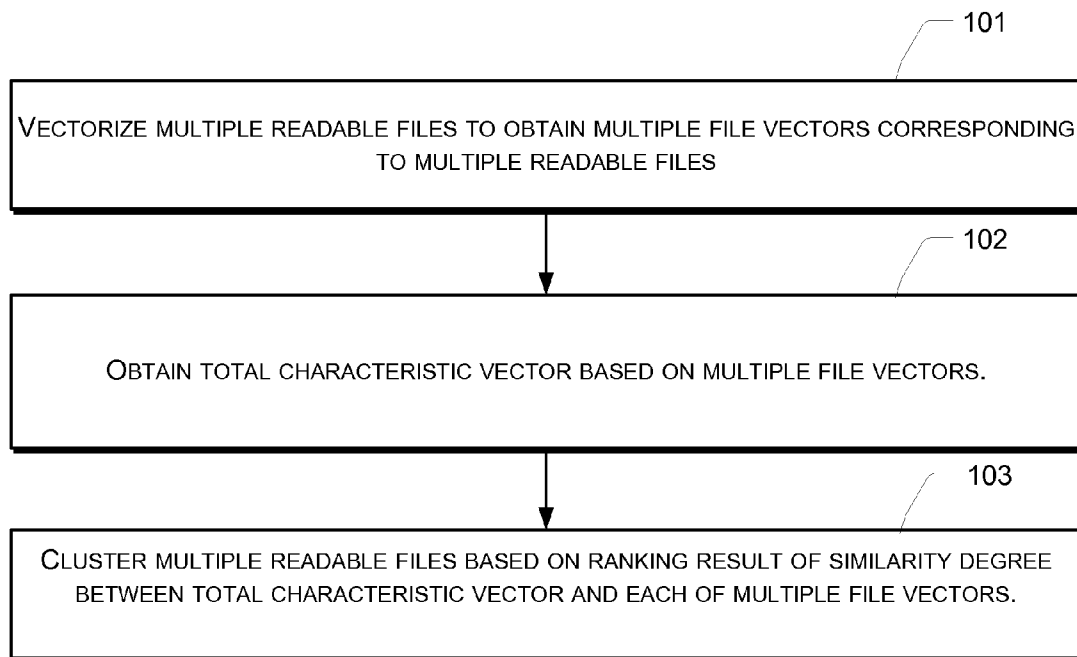 101
VECTORIZE MULTIPLE READABLE FILES TO OBTAIN MULTIPLE FILE VECTORS CORRESPONDING
TO MULTIPLE READABLE FILES
102
OBTAIN TOTAL CHARACTERISTIC VECTOR BASED ON MULTIPLE FILE VECTORS.
103
CLUSTER MULTIPLE READABLE FILES BASED ON RANKING RESULT OF SIMILARITY DEGREE
BETWEEN TOTAL CHARACTERISTIC VECTOR AND EACH OF MULTIPLE FILE VECTORS.